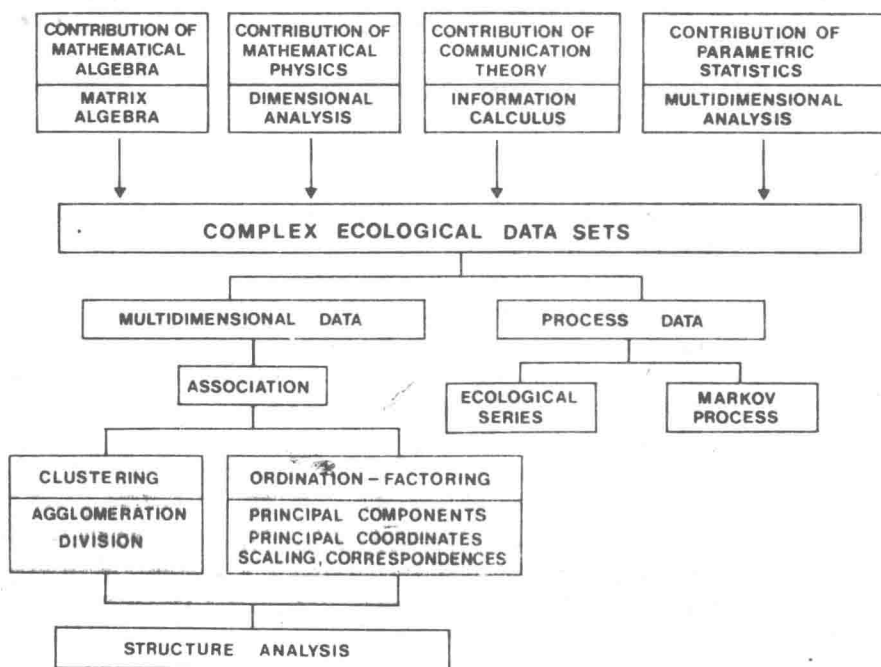 CONTRIBUTION OF
MATHEMATICAL
ALGEBRA
MATRIX
ALGEBRA
CONTRIBUTION OF
MATHEMATICAL
PHYSICS
DIMENSIONAL
ANALYSIS
CONTRIBUTION OF
COMMUNICATION
THEORY
INFORMATION
CALCULUS
CONTRIBUTION OF
PARAMETRIC
STATISTICS
MULTIDIMENSIONAL
ANALYSIS
COMPLEX ECOLOGICAL DATA SETS
MULTIDIMENSIONAL DATA
PROCESS DATA
ASSOCIATION
ECOLOGICAL
SERIES
MARKOV
PROCESS
CLUSTERING
AGGLOMERATION
DIVISION
ORDINATION – FACTORING
PRINCIPAL COMPONENTS
PRINCIPAL COORDINATES
SCALING, CORRESPONDENCES
STRUCTURE ANALYSIS